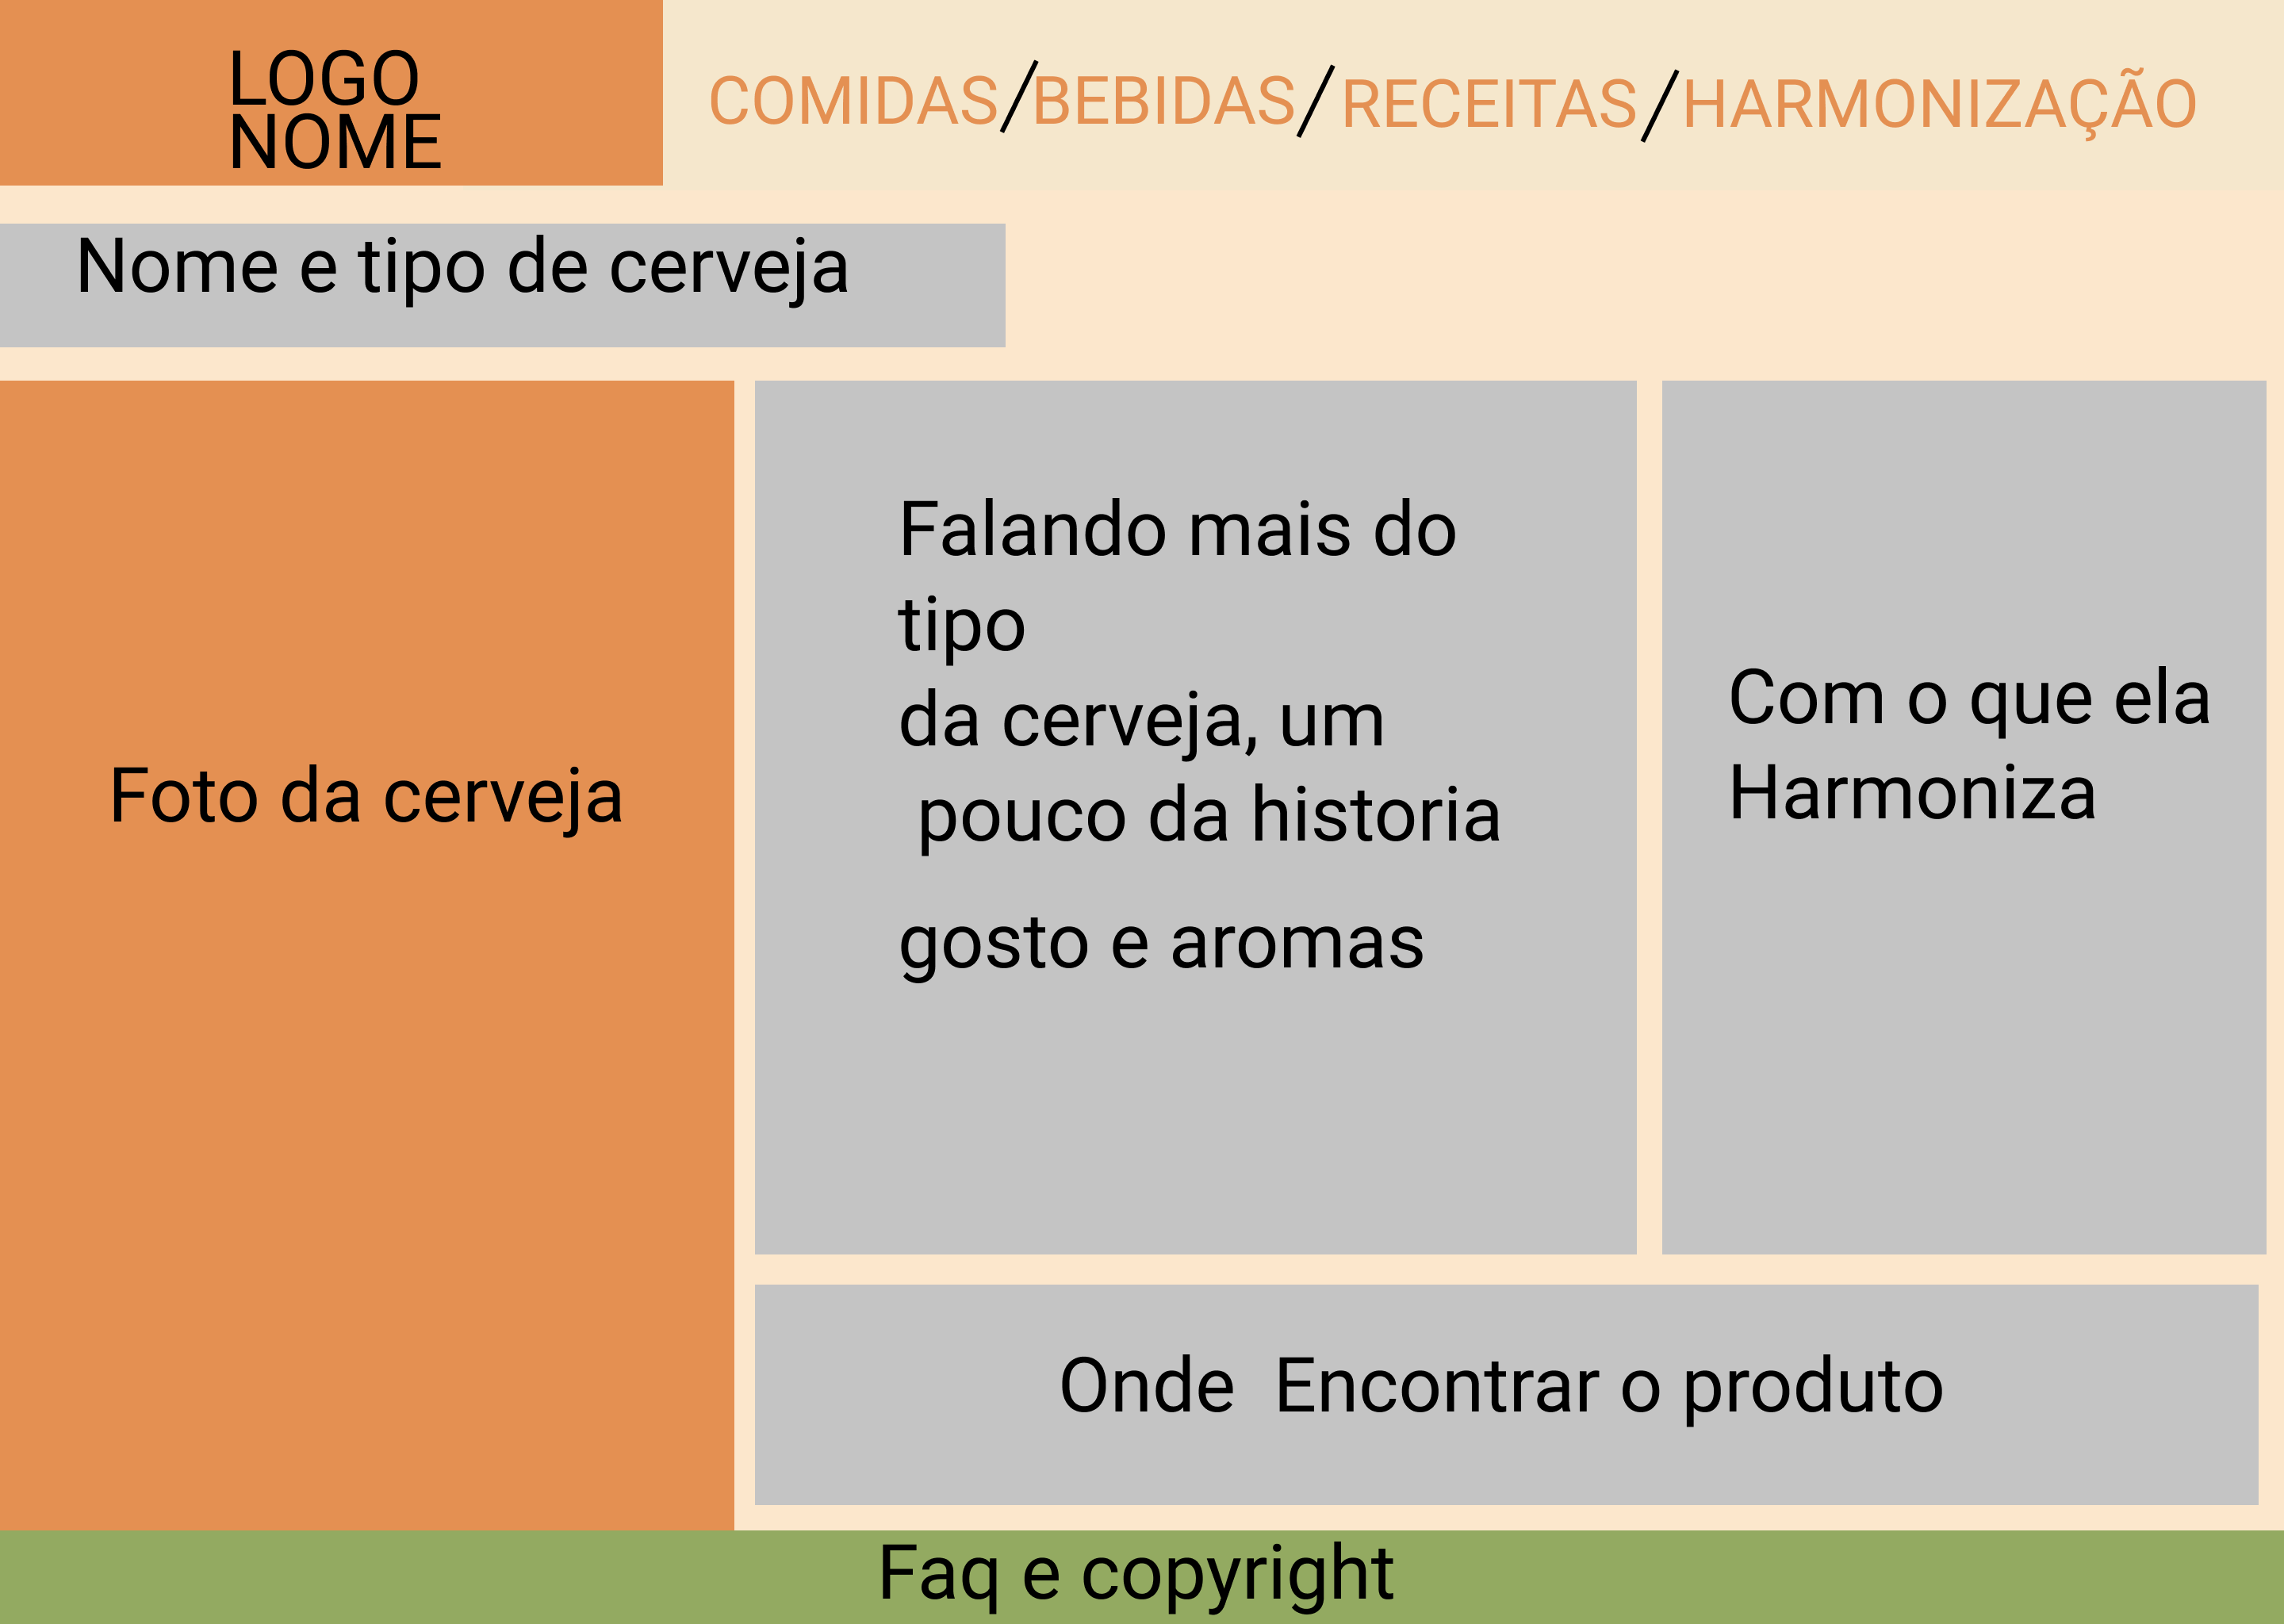 LOGO
NOME
COMIDAS/BEBIDAS/RECEITAS/HARMONIZAÇÃO
Nome e tipo de cerveja
Foto da cerveja
Falando mais do
tipo
da cerveja, um
pouco da historia
gosto e aromas
Com o que ela
Harmoniza
Onde  Encontrar o produto
Faq e copyright